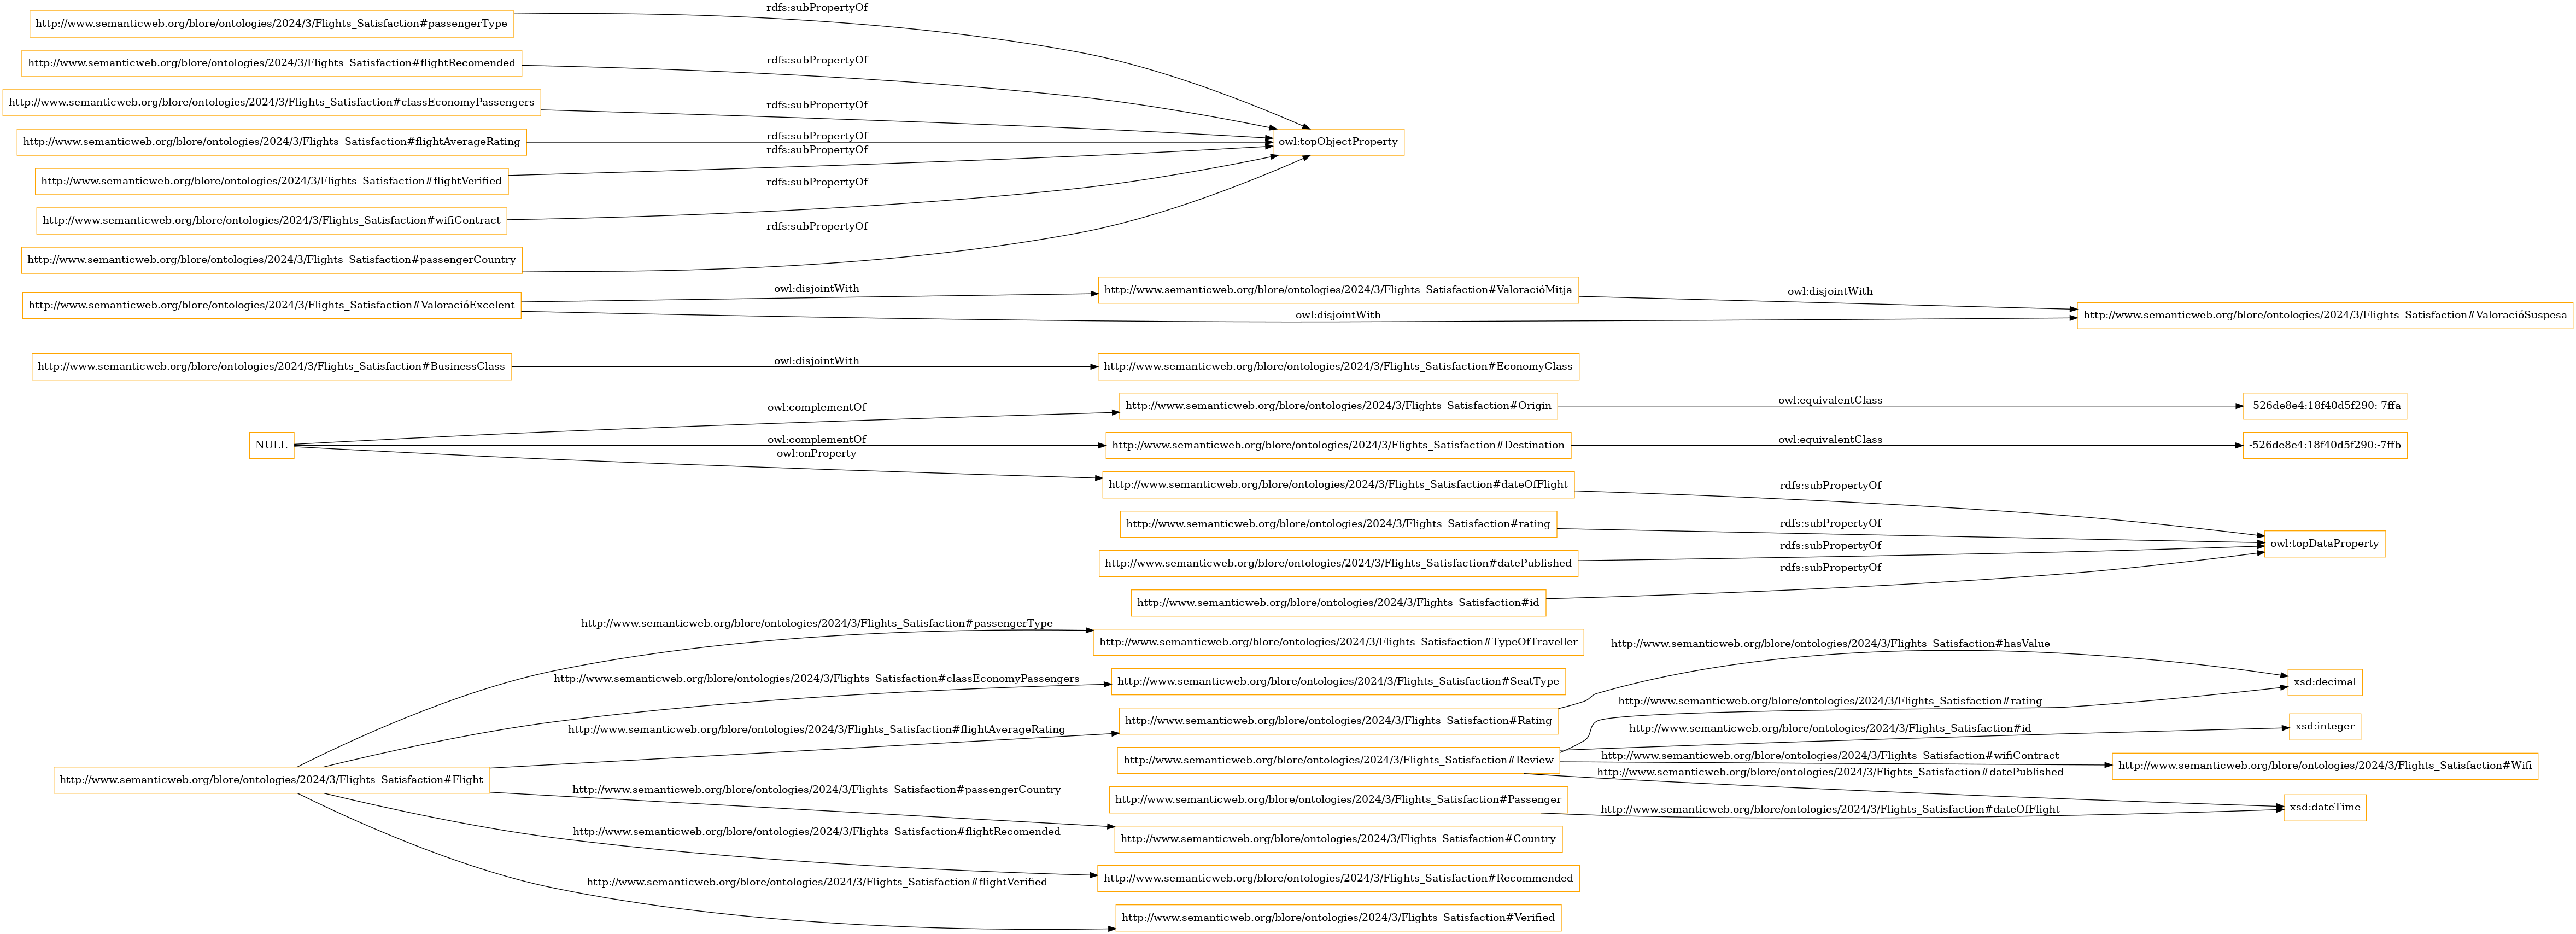 http://www.semanticweb.org/blore/ontologies/2024/3/Flights_Satisfaction#passengerType
rdfs:subPropertyOf
http://www.semanticweb.org/blore/ontologies/2024/3/Flights_Satisfaction#flightRecomended
rdfs:subPropertyOf
http://www.semanticweb.org/blore/ontologies/2024/3/Flights_Satisfaction#classEconomyPassengers
rdfs:subPropertyOf
http://www.semanticweb.org/blore/ontologies/2024/3/Flights_Satisfaction#flightAverageRating
rdfs:subPropertyOf
owl:topObjectProperty
http://www.semanticweb.org/blore/ontologies/2024/3/Flights_Satisfaction#flightVerified
rdfs:subPropertyOf
http://www.semanticweb.org/blore/ontologies/2024/3/Flights_Satisfaction#wifiContract
rdfs:subPropertyOf
http://www.semanticweb.org/blore/ontologies/2024/3/Flights_Satisfaction#passengerCountry
rdfs:subPropertyOf
http://www.semanticweb.org/blore/ontologies/2024/3/Flights_Satisfaction#ValoracióExcelent
owl:disjointWith
http://www.semanticweb.org/blore/ontologies/2024/3/Flights_Satisfaction#ValoracióMitja
owl:disjointWith
owl:disjointWith
http://www.semanticweb.org/blore/ontologies/2024/3/Flights_Satisfaction#ValoracióSuspesa
http://www.semanticweb.org/blore/ontologies/2024/3/Flights_Satisfaction#BusinessClass
owl:disjointWith
http://www.semanticweb.org/blore/ontologies/2024/3/Flights_Satisfaction#EconomyClass
NULL
owl:complementOf
http://www.semanticweb.org/blore/ontologies/2024/3/Flights_Satisfaction#Origin
owl:equivalentClass
-526de8e4:18f40d5f290:-7ffa
owl:complementOf
http://www.semanticweb.org/blore/ontologies/2024/3/Flights_Satisfaction#Destination
owl:equivalentClass
-526de8e4:18f40d5f290:-7ffb
owl:onProperty
http://www.semanticweb.org/blore/ontologies/2024/3/Flights_Satisfaction#dateOfFlight
rdfs:subPropertyOf
http://www.semanticweb.org/blore/ontologies/2024/3/Flights_Satisfaction#rating
rdfs:subPropertyOf
owl:topDataProperty
http://www.semanticweb.org/blore/ontologies/2024/3/Flights_Satisfaction#datePublished
rdfs:subPropertyOf
http://www.semanticweb.org/blore/ontologies/2024/3/Flights_Satisfaction#id
rdfs:subPropertyOf
http://www.semanticweb.org/blore/ontologies/2024/3/Flights_Satisfaction#Flight
http://www.semanticweb.org/blore/ontologies/2024/3/Flights_Satisfaction#passengerType
http://www.semanticweb.org/blore/ontologies/2024/3/Flights_Satisfaction#TypeOfTraveller
http://www.semanticweb.org/blore/ontologies/2024/3/Flights_Satisfaction#classEconomyPassengers
http://www.semanticweb.org/blore/ontologies/2024/3/Flights_Satisfaction#SeatType
http://www.semanticweb.org/blore/ontologies/2024/3/Flights_Satisfaction#flightAverageRating
http://www.semanticweb.org/blore/ontologies/2024/3/Flights_Satisfaction#Rating
http://www.semanticweb.org/blore/ontologies/2024/3/Flights_Satisfaction#hasValue
xsd:decimal
http://www.semanticweb.org/blore/ontologies/2024/3/Flights_Satisfaction#rating
http://www.semanticweb.org/blore/ontologies/2024/3/Flights_Satisfaction#Review
http://www.semanticweb.org/blore/ontologies/2024/3/Flights_Satisfaction#id
xsd:integer
http://www.semanticweb.org/blore/ontologies/2024/3/Flights_Satisfaction#wifiContract
http://www.semanticweb.org/blore/ontologies/2024/3/Flights_Satisfaction#Wifi
http://www.semanticweb.org/blore/ontologies/2024/3/Flights_Satisfaction#datePublished
http://www.semanticweb.org/blore/ontologies/2024/3/Flights_Satisfaction#Passenger
http://www.semanticweb.org/blore/ontologies/2024/3/Flights_Satisfaction#dateOfFlight
xsd:dateTime
http://www.semanticweb.org/blore/ontologies/2024/3/Flights_Satisfaction#passengerCountry
http://www.semanticweb.org/blore/ontologies/2024/3/Flights_Satisfaction#Country
http://www.semanticweb.org/blore/ontologies/2024/3/Flights_Satisfaction#flightRecomended
http://www.semanticweb.org/blore/ontologies/2024/3/Flights_Satisfaction#Recommended
http://www.semanticweb.org/blore/ontologies/2024/3/Flights_Satisfaction#flightVerified
http://www.semanticweb.org/blore/ontologies/2024/3/Flights_Satisfaction#Verified